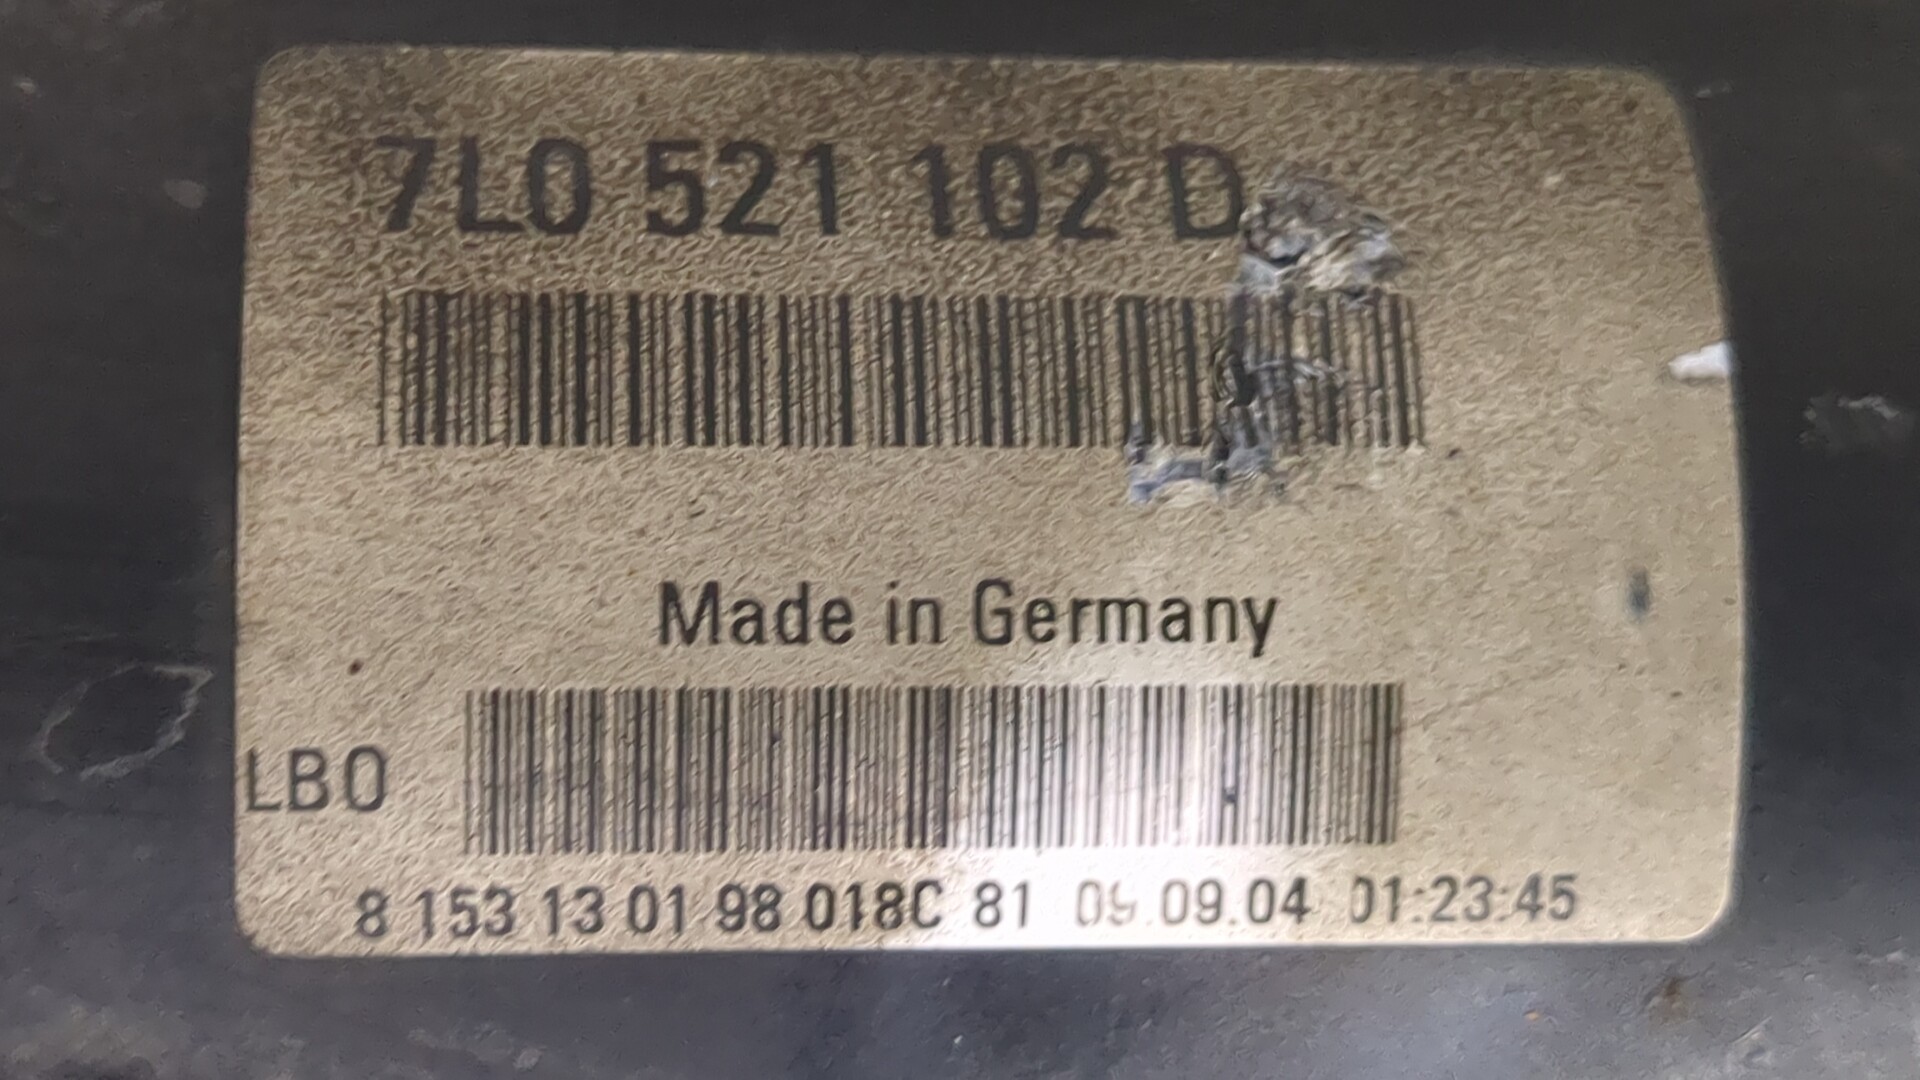 7L0 521 102 D
Made in Germany
LBO
8 153 13 01 98 018C 81 09.09.04 01:23:45